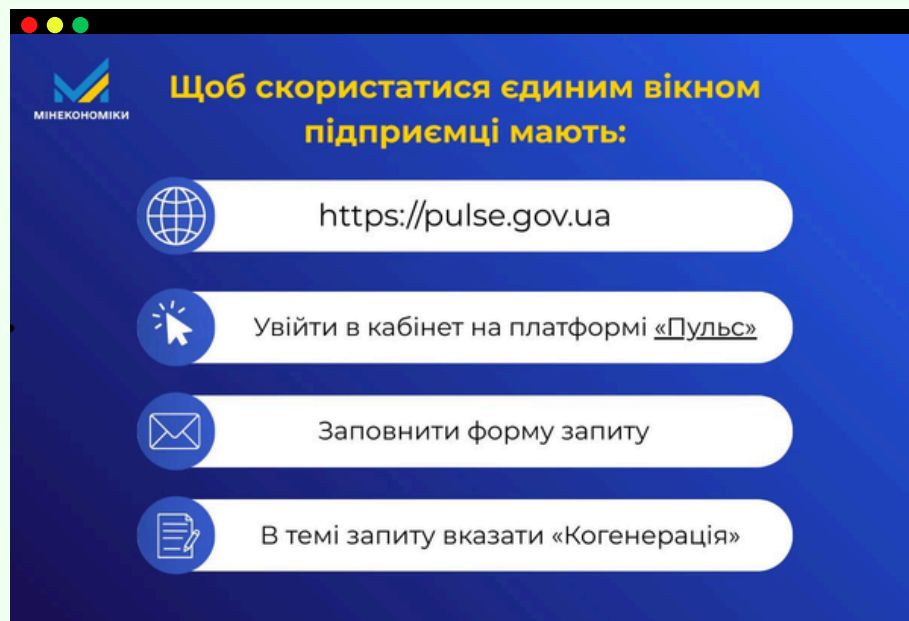 МІНЕКОНОМІКИ
Щоб скористатися єдиним вікном
підприємці мають:
https://pulse.gov.ua
Увійти в кабінет на платформі «Пульс»
Заповнити форму запиту
В темі запиту вказати «Когенерація»